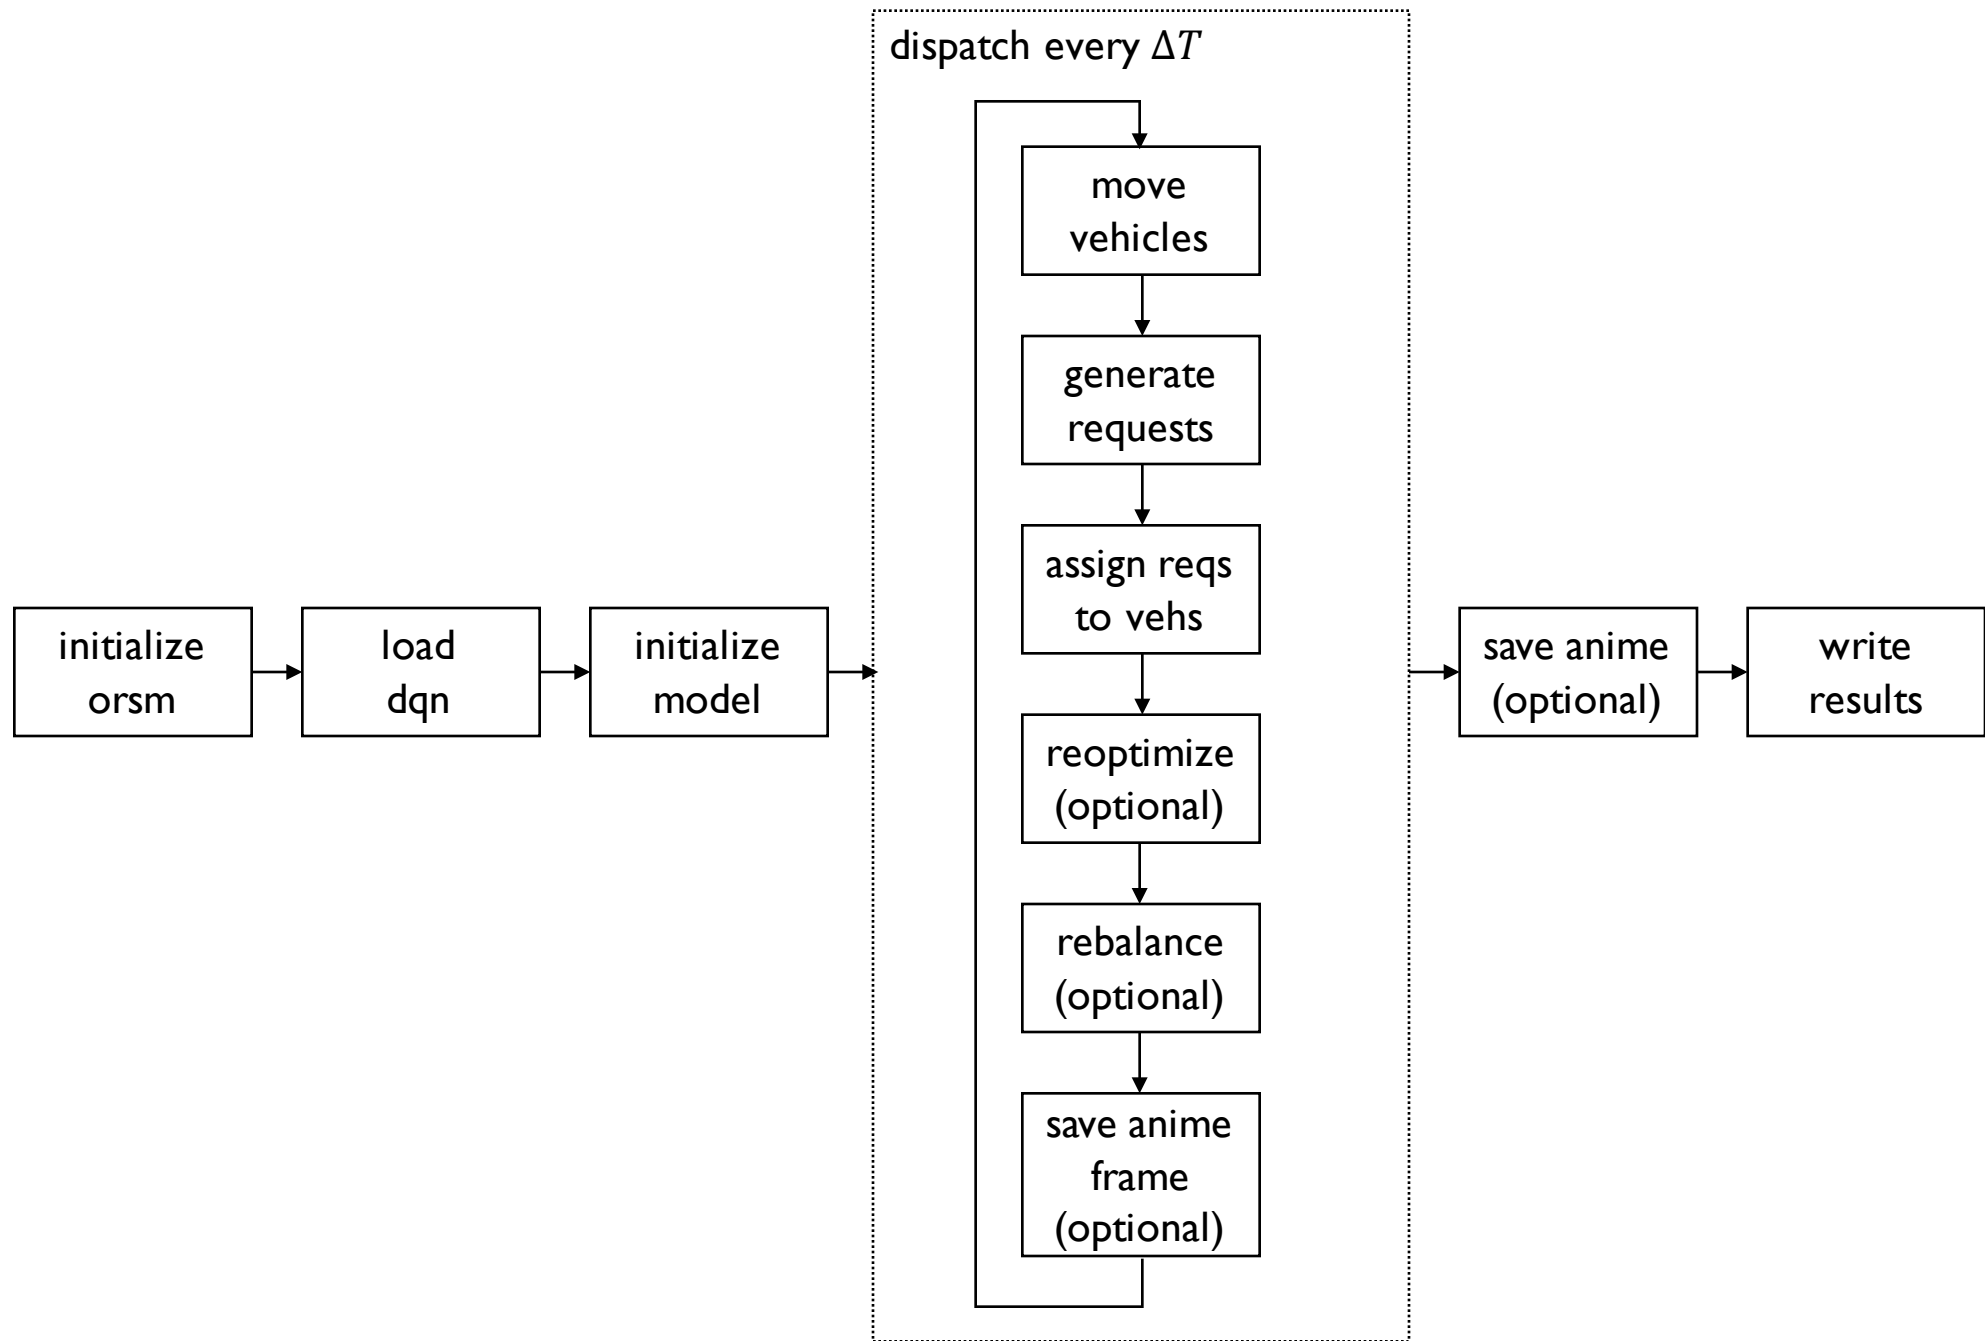 dispatch every Δ𝑇
move
vehicles
generate
requests
assign reqs
to vehs
reoptimize
(optional)
rebalance
(optional)
save anime
frame
(optional)
initialize
orsm
load
dqn
initialize
model
save anime
(optional)
write
results